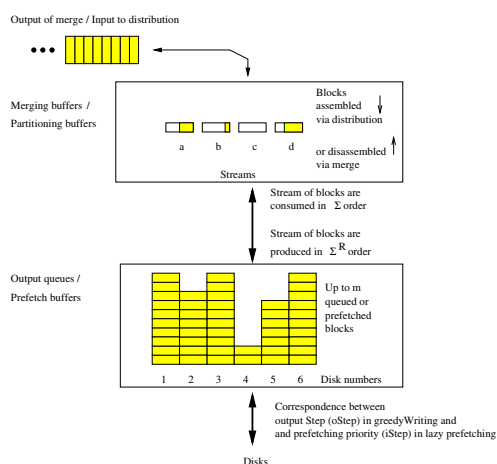 Output of merge / Input to distribution
Merging buffers /
Partitioning buffers
Blocks
assembled
via distribution
a b c d
or disassembled
via merge
Streams
Stream of blocks are
consumed in Σ order
Stream of blocks are
produced in Σ R order
Output queues /
Prefetch buffers
Up to m
queued or
prefetched
blocks
1 2 3 4 5 6 Disk numbers
Correspondence between
output Step (oStep) in greedyWriting and
and prefetching priority (iStep) in lazy prefetching
Disks